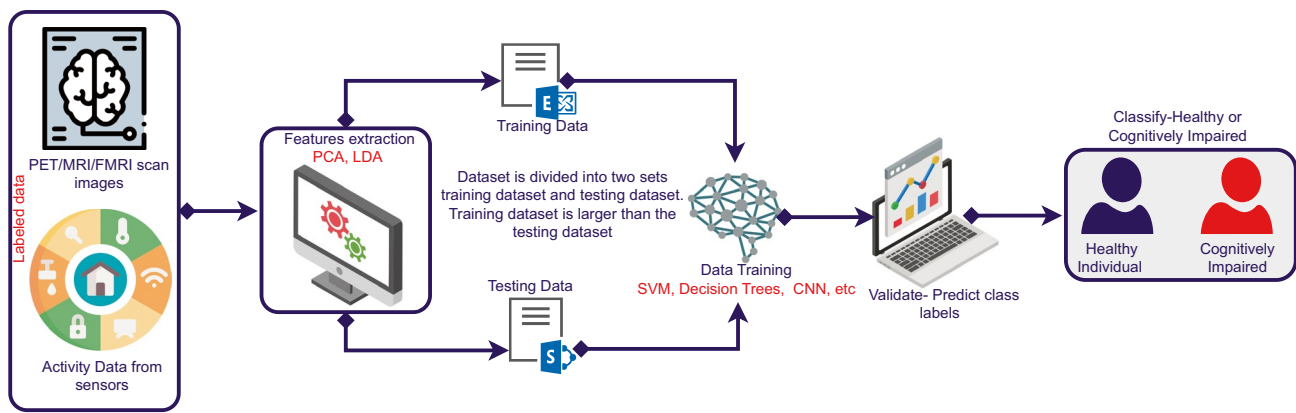 Labeled data
PET/MRI/FMRI scan
images
Activity Data from
sensors
Features extraction
PCA, LDA
Training Data
E
Dataset is divided into two sets
training dataset and testing dataset.
Training dataset is larger than the
testing dataset
Testing Data
S
Data Training
SVM, Decision Trees, CNN, etc
Validate- Predict class
labels
Classify-Healthy or
Cognitively Impaired
Healthy
Individual
Cognitively
Impaired